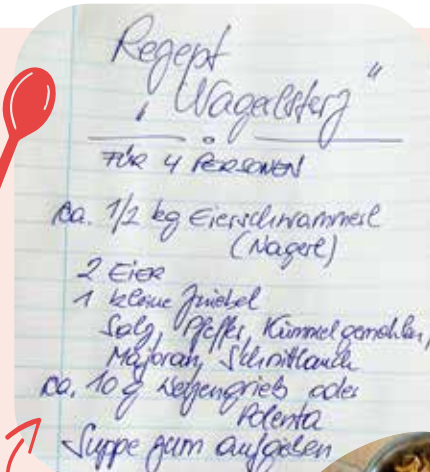 Rezept
„Nagerlsterz“
FÜR 4 PERSONEN
ca. 1/2 kg Eierschwammerl
(Nagerl)
2 EIER
1 kleine Zwiebel
Salz, Pfeffer, Kümmel gemahlen,
Majoran, Schnittlauch
ca. 10 g Weizengrieß oder
Polenta
Suppe zum aufgießen